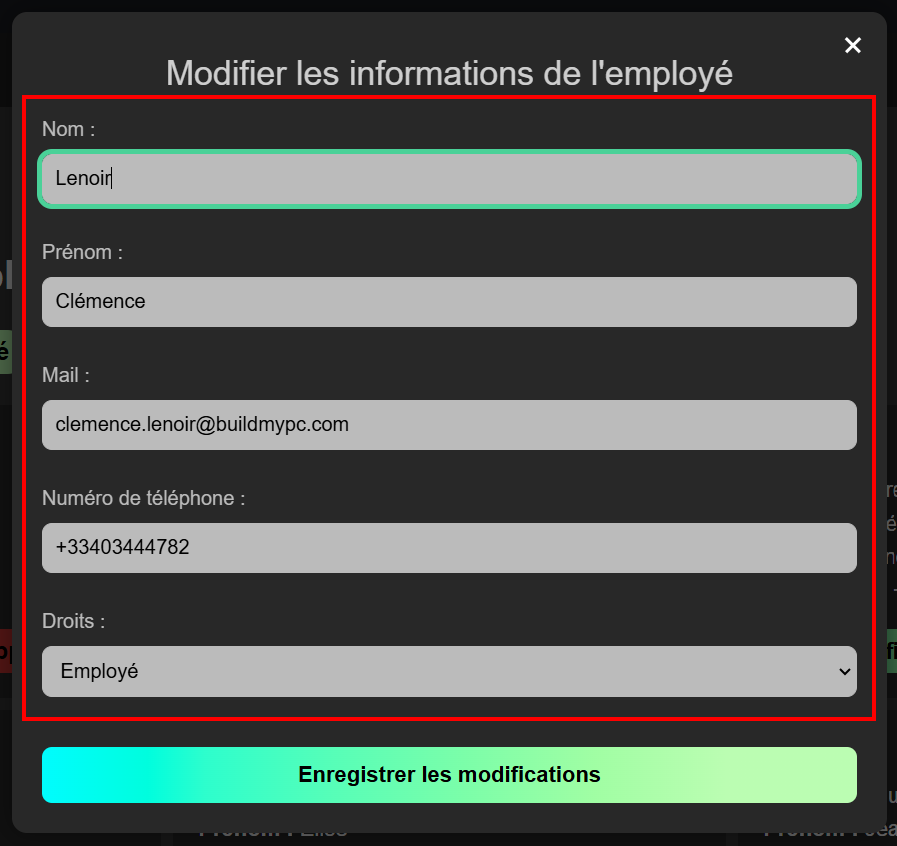 Modifier les informations de l'employé
Nom :
Lenoir
Prénom :
Clémence
Mail :
clemence.lenoir@buildmypc.com
Numéro de téléphone :
+33403444782
Droits :
Employé
Enregistrer les modifications